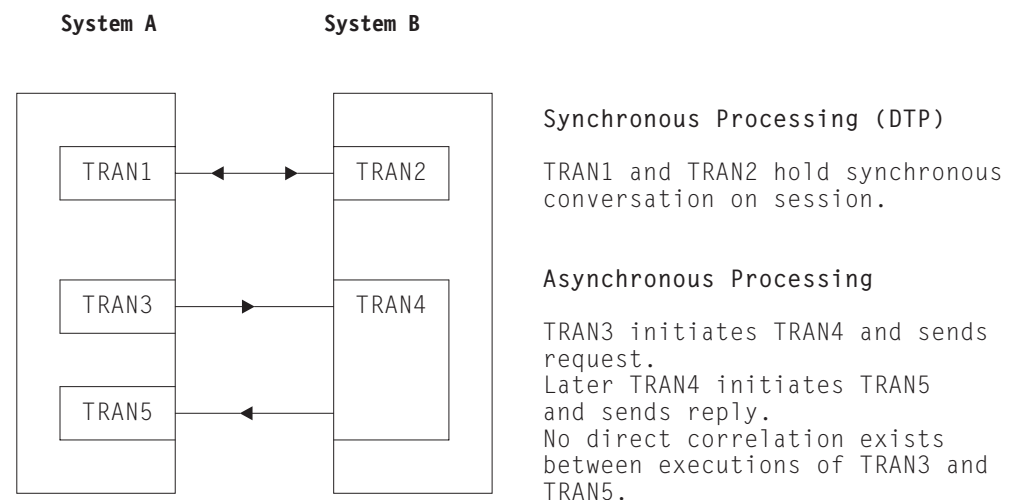 System A
System B
TRAN1
TRAN2
TRAN3
TRAN4
TRAN5
Synchronous Processing (DTP)
TRAN1 and TRAN2 hold synchronous
conversation on session.
Asynchronous Processing
TRAN3 initiates TRAN4 and sends
request.
Later TRAN4 initiates TRAN5
and sends reply.
No direct correlation exists
between executions of TRAN3 and
TRAN5.